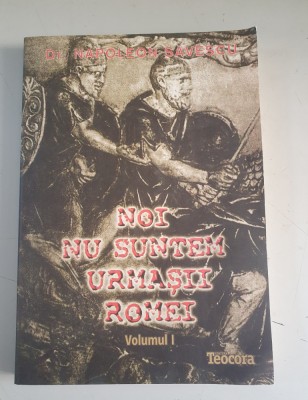 Dr. NAPOLEON SĂVESCU
NOI
NU SUNTEM
URMAȘII
ROMEI
Volumul I
Teocora